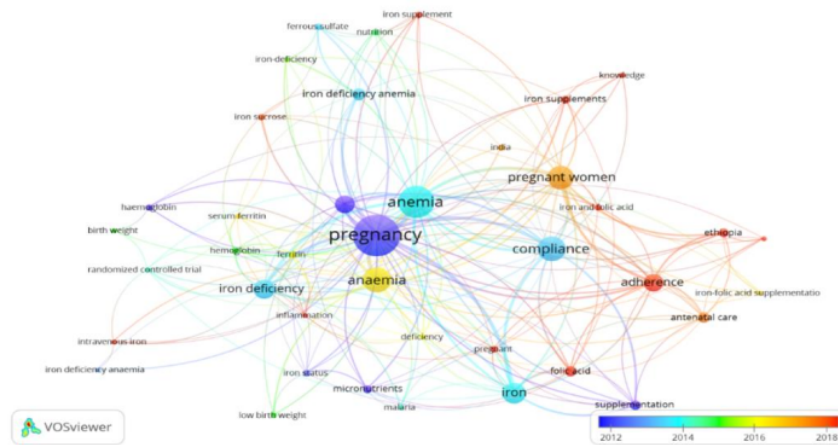 iron supplement
ferrous sulfate
nutrition
iron-deficiency
knowledge
iron deficiency anemia
iron supplements
iron sucrose
india
pregnant women
anemia
haemoglobin
iron and folic acid
serum ferritin
birth weight
pregnancy
ethiopia
hemoglobin
ferritin
compliance
randomized controlled trial
anaemia
adherence
iron deficiency
iron-folic acid supplementatio
inflammation
antenatal care
deficiency
intravenous iron
pregnant
iron deficiency anaemia
iron status
folic acid
micronutrients
iron
low birth weight
malaria
supplementation
VOSviewer
2012 2014 2016 2018